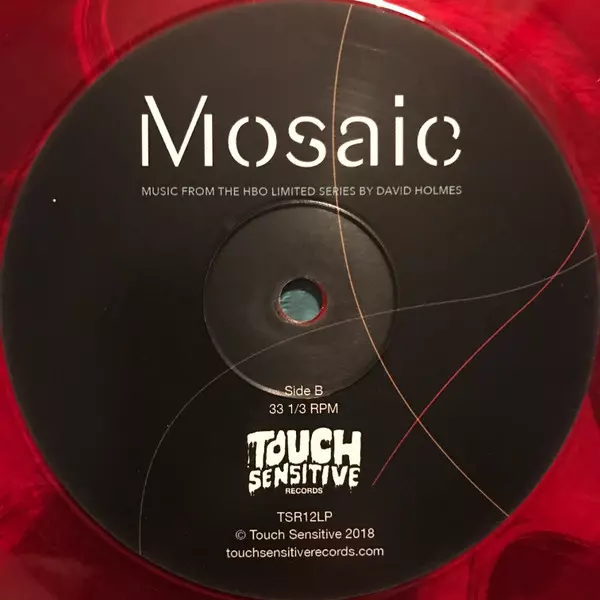 Mosaic
MUSIC FROM THE HBO LIMITED SERIES BY DAVID HOLMES
Side B
33 1/3 RPM
TOUCH
SENSITIVE
RECORDS
TSR12LP
© Touch Sensitive 2018
touchsensitiverecords.com